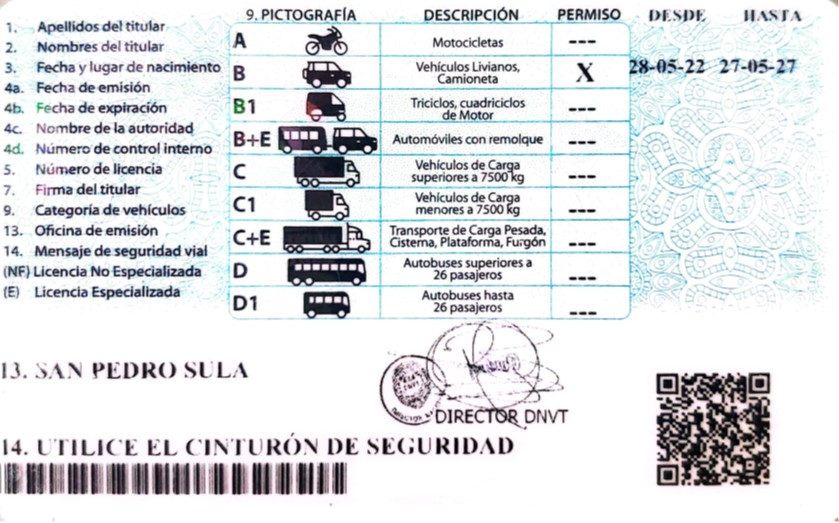 1. Apellidos del titular
2. Nombres del titular
3. Fecha y lugar de nacimiento
4a. Fecha de emisión
4b. Fecha de expiración
4c. Nombre de la autoridad
4d. Número de control interno
5. Número de licencia
7. Firma del titular
9. Categoría de vehículos
13. Oficina de emisión
14. Mensaje de seguridad vial
(NF) Licencia No Especializada
(E) Licencia Especializada
9. PICTOGRAFÍA DESCRIPCIÓN PERMISO DESDE HASTA
A Motocicletas ---
B Vehículos Livianos, Camioneta X 28-05-22 27-05-27
B1 Triciclos, cuadriciclos de Motor ---
B+E Automóviles con remolque ---
C Vehículos de Carga superiores a 7500 kg ---
C1 Vehículos de Carga menores a 7500 kg ---
C+E Transporte de Carga Pesada, Cisterna, Plataforma, Furgón ---
D Autobuses superiores a 26 pasajeros ---
D1 Autobuses hasta 26 pasajeros ---
13. SAN PEDRO SULA
DIRECTOR DNVT
14. UTILICE EL CINTURÓN DE SEGURIDAD